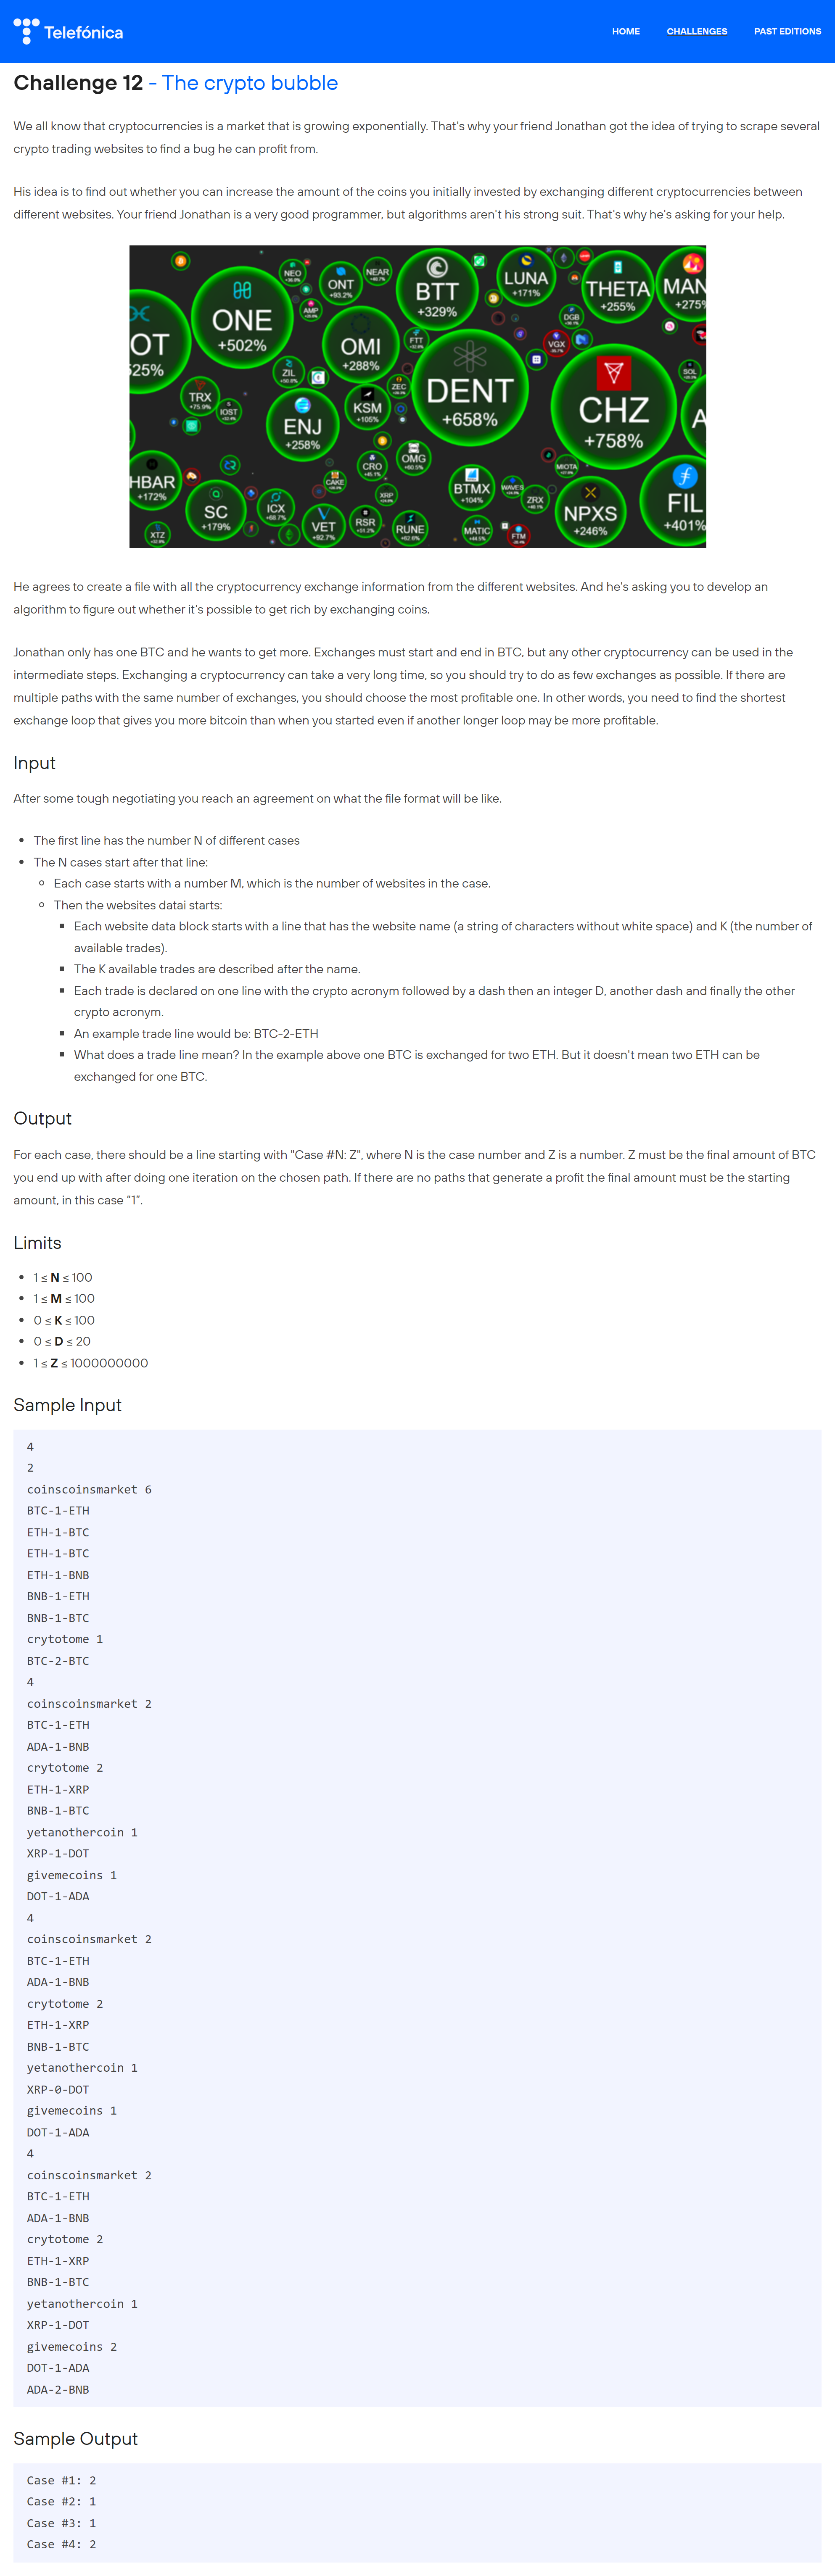 Telefónica
HOME CHALLENGES PAST EDITIONS
Challenge 12 - The crypto bubble
We all know that cryptocurrencies is a market that is growing exponentially. That's why your friend Jonathan got the idea of trying to scrape several
crypto trading websites to find a bug he can profit from.
His idea is to find out whether you can increase the amount of the coins you initially invested by exchanging different cryptocurrencies between
different websites. Your friend Jonathan is a very good programmer, but algorithms aren't his strong suit. That's why he's asking for your help.
NEO
ONT
+93.2%
NEAR
BTT
+329%
LUNA
+171%
THETA
+255%
MAN
+275%
ONE
+502%
AMP
OT
525%
OMI
+288%
FTT
DGB
VGX
ZIL
TRX
+75.9%
IOST
ZEC
DENT
+658%
CHZ
+758%
SOL
A
KSM
+105%
ENJ
+258%
OMG
+60.5%
CRO
MIOTA
HBAR
+172%
CAKE
BTMX
+104%
WAVES
XRP
ZRX
FIL
+401%
SC
+179%
ICX
+66.7%
VET
+92.7%
RSR
RUNE
+62.6%
NPXS
+246%
XTZ
MATIC
FTM
He agrees to create a file with all the cryptocurrency exchange information from the different websites. And he's asking you to develop an
algorithm to figure out whether it's possible to get rich by exchanging coins.
Jonathan only has one BTC and he wants to get more. Exchanges must start and end in BTC, but any other cryptocurrency can be used in the
intermediate steps. Exchanging a cryptocurrency can take a very long time, so you should try to do as few exchanges as possible. If there are
multiple paths with the same number of exchanges, you should choose the most profitable one. In other words, you need to find the shortest
exchange loop that gives you more bitcoin than when you started even if another longer loop may be more profitable.
Input
After some tough negotiating you reach an agreement on what the file format will be like.
• The first line has the number N of different cases
• The N cases start after that line:
○ Each case starts with a number M, which is the number of websites in the case.
○ Then the websites datai starts:
▪ Each website data block starts with a line that has the website name (a string of characters without white space) and K (the number of
available trades).
▪ The K available trades are described after the name.
▪ Each trade is declared on one line with the crypto acronym followed by a dash then an integer D, another dash and finally the other
crypto acronym.
▪ An example trade line would be: BTC-2-ETH
▪ What does a trade line mean? In the example above one BTC is exchanged for two ETH. But it doesn't mean two ETH can be
exchanged for one BTC.
Output
For each case, there should be a line starting with "Case #N: Z", where N is the case number and Z is a number. Z must be the final amount of BTC
you end up with after doing one iteration on the chosen path. If there are no paths that generate a profit the final amount must be the starting
amount, in this case "1".
Limits
• 1 ≤ N ≤ 100
• 1 ≤ M ≤ 100
• 0 ≤ K ≤ 100
• 0 ≤ D ≤ 20
• 1 ≤ Z ≤ 1000000000
Sample Input
4
2
coinscoinsmarket 6
BTC-1-ETH
ETH-1-BTC
ETH-1-BTC
ETH-1-BNB
BNB-1-ETH
BNB-1-BTC
crytotome 1
BTC-2-BTC
4
coinscoinsmarket 2
BTC-1-ETH
ADA-1-BNB
crytotome 2
ETH-1-XRP
BNB-1-BTC
yetanothercoin 1
XRP-1-DOT
givemecoins 1
DOT-1-ADA
4
coinscoinsmarket 2
BTC-1-ETH
ADA-1-BNB
crytotome 2
ETH-1-XRP
BNB-1-BTC
yetanothercoin 1
XRP-0-DOT
givemecoins 1
DOT-1-ADA
4
coinscoinsmarket 2
BTC-1-ETH
ADA-1-BNB
crytotome 2
ETH-1-XRP
BNB-1-BTC
yetanothercoin 1
XRP-1-DOT
givemecoins 2
DOT-1-ADA
ADA-2-BNB
Sample Output
Case #1: 2
Case #2: 1
Case #3: 1
Case #4: 2